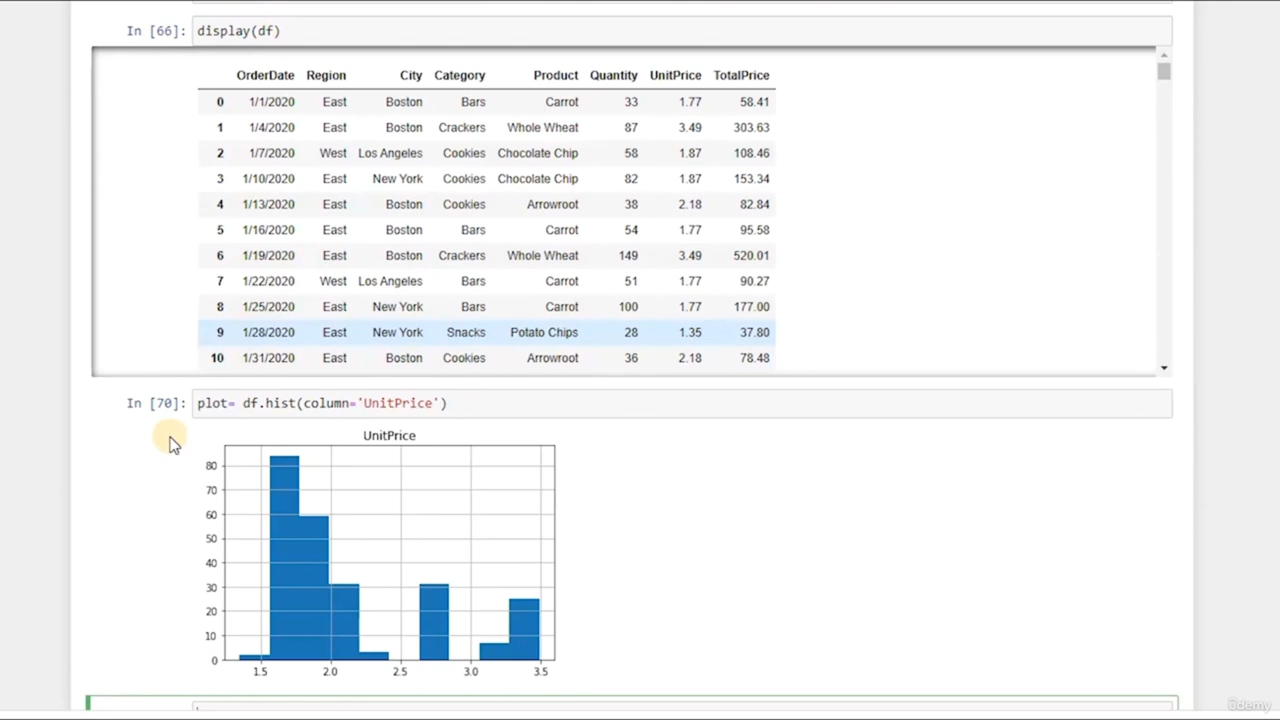 In [66]: display(df)
OrderDate Region City Category Product Quantity UnitPrice TotalPrice
0 1/1/2020 East Boston Bars Carrot 33 1.77 58.41
1 1/4/2020 East Boston Crackers Whole Wheat 87 3.49 303.63
2 1/7/2020 West Los Angeles Cookies Chocolate Chip 58 1.87 108.46
3 1/10/2020 East New York Cookies Chocolate Chip 82 1.87 153.34
4 1/13/2020 East Boston Cookies Arrowroot 38 2.18 82.84
5 1/16/2020 East Boston Bars Carrot 54 1.77 95.58
6 1/19/2020 East Boston Crackers Whole Wheat 149 3.49 520.01
7 1/22/2020 West Los Angeles Bars Carrot 51 1.77 90.27
8 1/25/2020 East New York Bars Carrot 100 1.77 177.00
9 1/28/2020 East New York Snacks Potato Chips 28 1.35 37.80
10 1/31/2020 East Boston Cookies Arrowroot 36 2.18 78.48
In [70]: plot= df.hist(column='UnitPrice')
UnitPrice
80
70
60
50
40
30
20
10
0
1.5 2.0 2.5 3.0 3.5
ûdemy